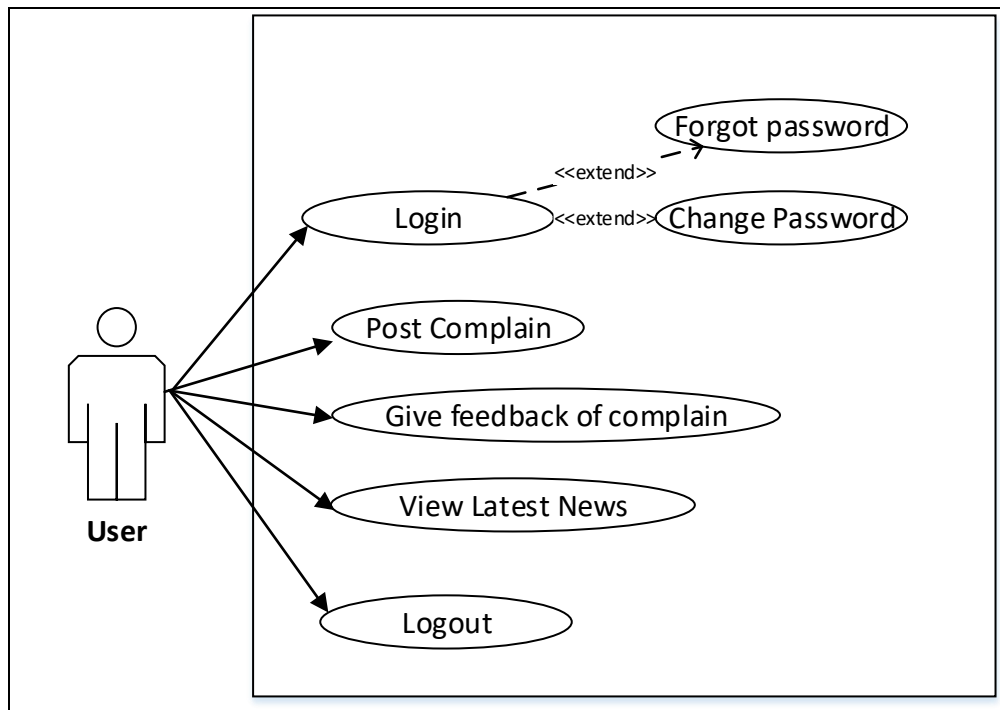 Forgot password
<<extend>>
Login
<<extend>>
Change Password
Post Complain
Give feedback of complain
View Latest News
User
Logout